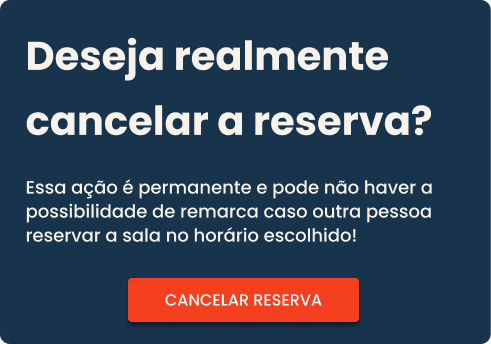 Deseja realmente
cancelar a reserva?
Essa ação é permanente e pode não haver a
possibilidade de remarca caso outra pessoa
reservar a sala no horário escolhido!
CANCELAR RESERVA